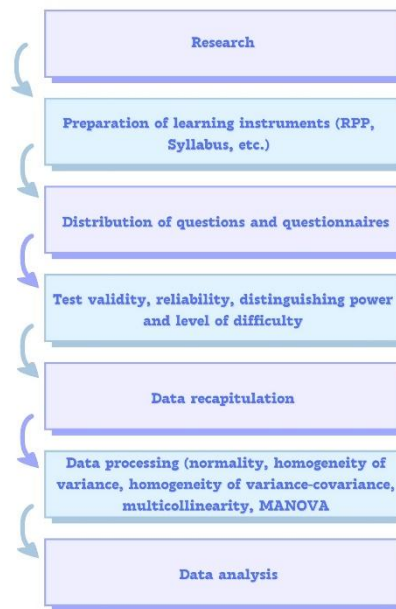 Research
Preparation of learning instruments (RPP,
Syllabus, etc.)
Distribution of questions and questionnaires
Test validity, reliability, distinguishing power
and level of difficulty
Data recapitulation
Data processing (normality, homogeneity of
variance, homogeneity of variance-covariance,
multicollinearity, MANOVA
Data analysis